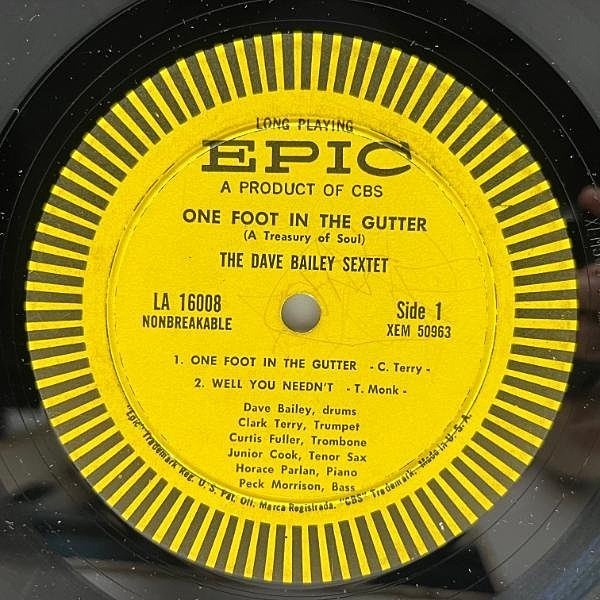 LONG PLAYING
EPIC
A PRODUCT OF CBS
ONE FOOT IN THE GUTTER
(A Treasury of Soul)
THE DAVE BAILEY SEXTET
LA 16008
NONBREAKABLE
Side 1
XEM 50963
1. ONE FOOT IN THE GUTTER - C. Terry -
2. WELL YOU NEEDN'T - T. Monk -
Dave Bailey, drums
Clark Terry, Trumpet
Curtis Fuller, Trombone
Junior Cook, Tenor Sax
Horace Parlan, Piano
Peck Morrison, Bass
"Epic" Trademark Reg. U. S. Pat. Off. Marca Registrada. "CBS" Trademark. Made in U. S. A.